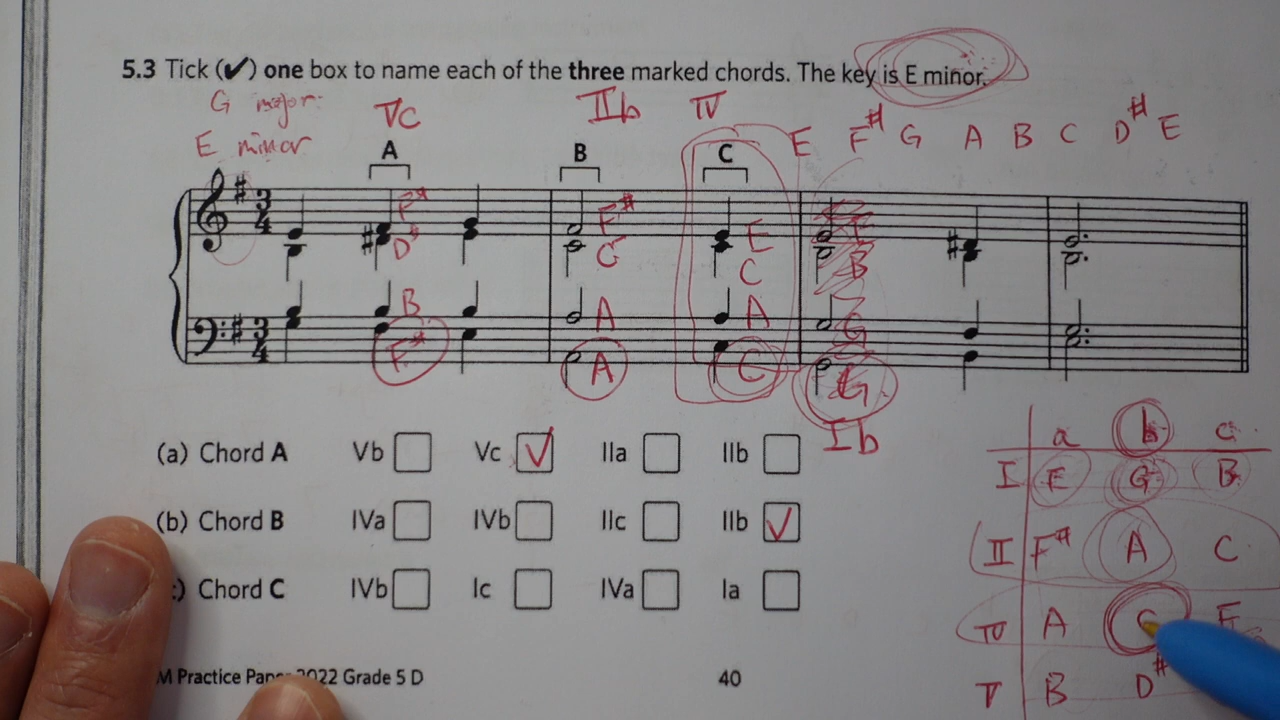 5.3 Tick (✔) one box to name each of the three marked chords. The key is E minor.
G major
E minor
Vc IIb IV
A B C
E F# G A B C D# E
3 4
F# D# B F#
F# C A A
E C A C
G G
Ib
(a) Chord A Vb Vc ✓ IIa IIb
(b) Chord B IVa IVb IIc IIb ✓
) Chord C IVb Ic IVa Ia
a b c
I E G B
II F# A C
IV A C E
V B D#
M Practice Pap 2022 Grade 5 D 40